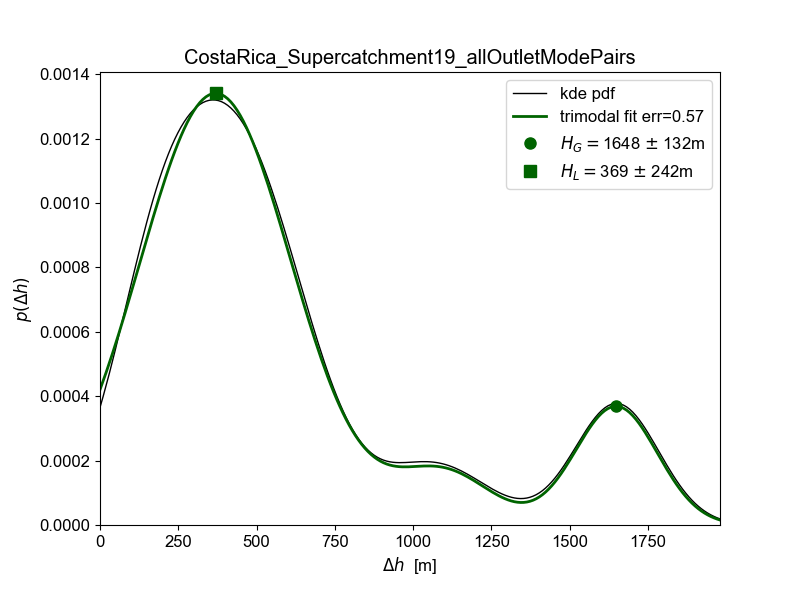 CostaRica_Supercatchment19_allOutletModePairs
kde pdf
trimodal fit err=0.57
H_G = 1648 ± 132m
H_L = 369 ± 242m
p(Δh)
0.0014
0.0012
0.0010
0.0008
0.0006
0.0004
0.0002
0.0000
0 250 500 750 1000 1250 1500 1750
Δh [m]